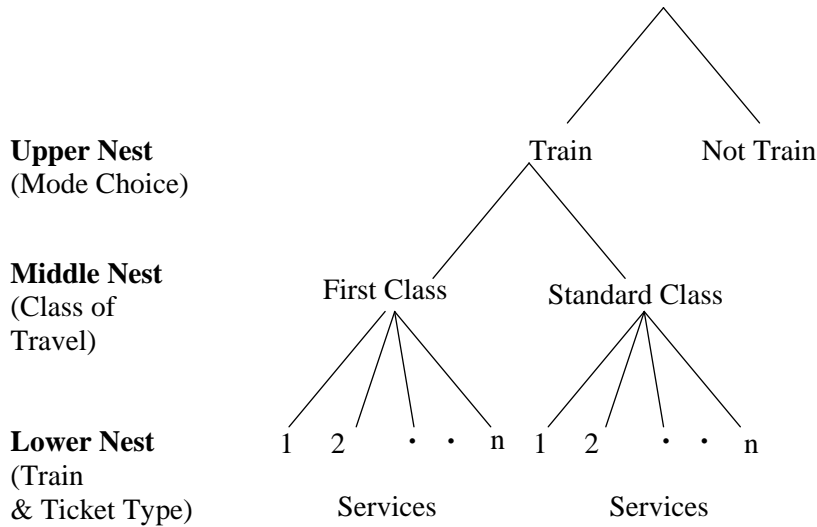 Upper Nest
(Mode Choice)
Train
Not Train
Middle Nest
(Class of
Travel)
First Class
Standard Class
Lower Nest
(Train
& Ticket Type)
1 2 · · n 1 2 · · n
Services
Services